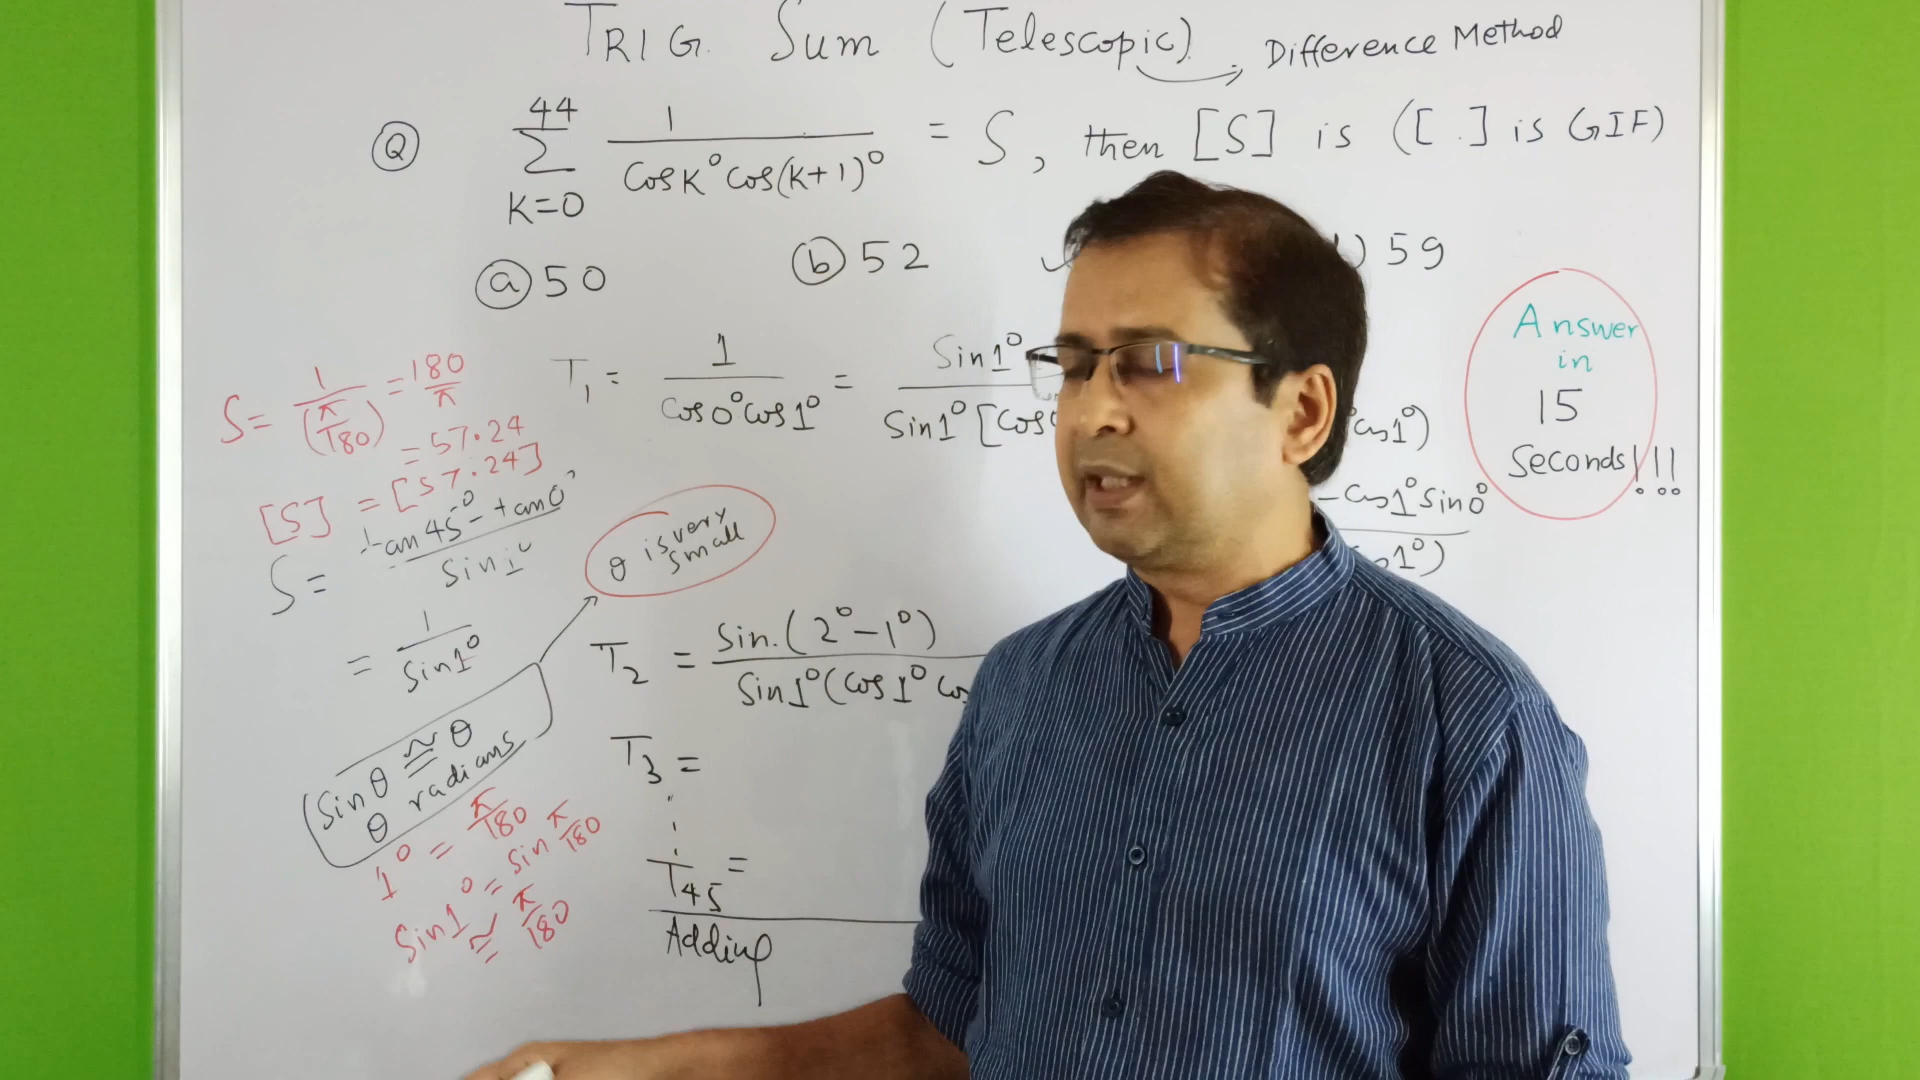 TRIG. Sum (Telescopic) → Difference Method
Q 44 ∑ K=0 1/(cos K° cos(K+1)°) = S, then [S] is ([.] is GIF)
(a) 50 (b) 52 ) 59
Answer
in
15
Seconds!!!
T₁ = 1/(cos 0° cos 1°) = Sin 1°/(Sin 1° [cos
cos 1°)
- cos 1° sin 0°
1°)
S = 1/(π/180) = 180/π
= 57.24
[S] = [57.24]
S = (tan 45° - tan 0°)/Sin 1°
= 1/Sin 1°
θ is very
small
Sin θ ≅ θ
θ radians
1° = π/180
Sin 1° = Sin π/180
≅ π/180
T₂ = Sin.(2° - 1°)/(Sin 1° (cos 1° co
T₃ =
T₄₅ =
Adding